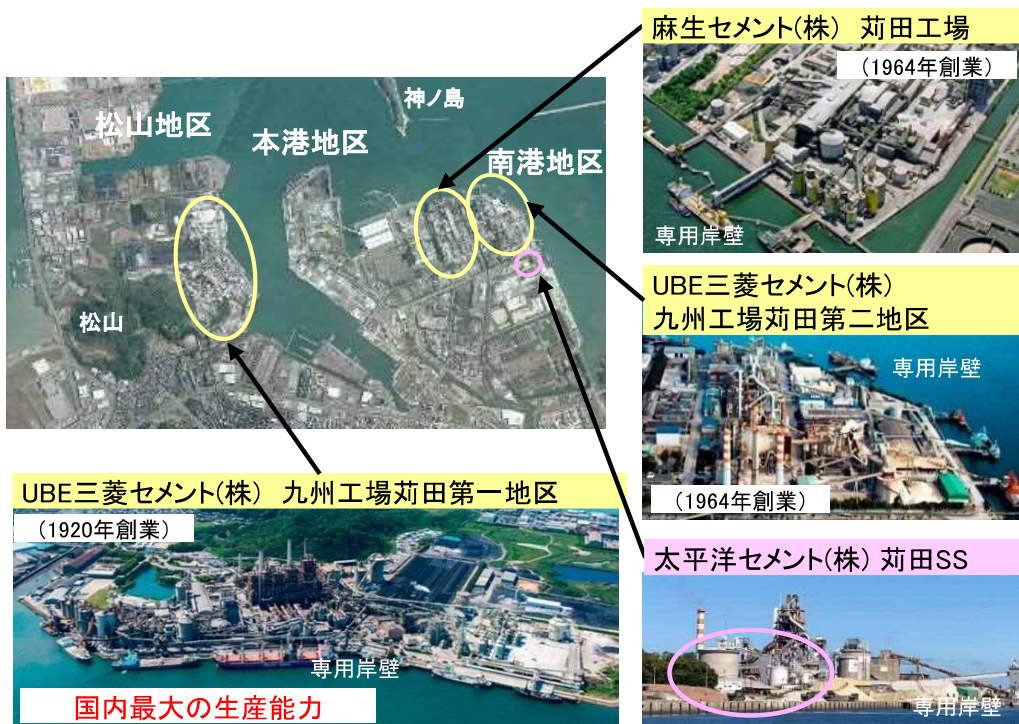 麻生セメント(株)　苅田工場
（1964年創業）
専用岸壁
松山地区
本港地区
神ノ島
南港地区
松山
UBE三菱セメント(株)
九州工場苅田第二地区
専用岸壁
（1964年創業）
UBE三菱セメント(株)　九州工場苅田第一地区
（1920年創業）
専用岸壁
国内最大の生産能力
太平洋セメント(株) 苅田SS
専用岸壁